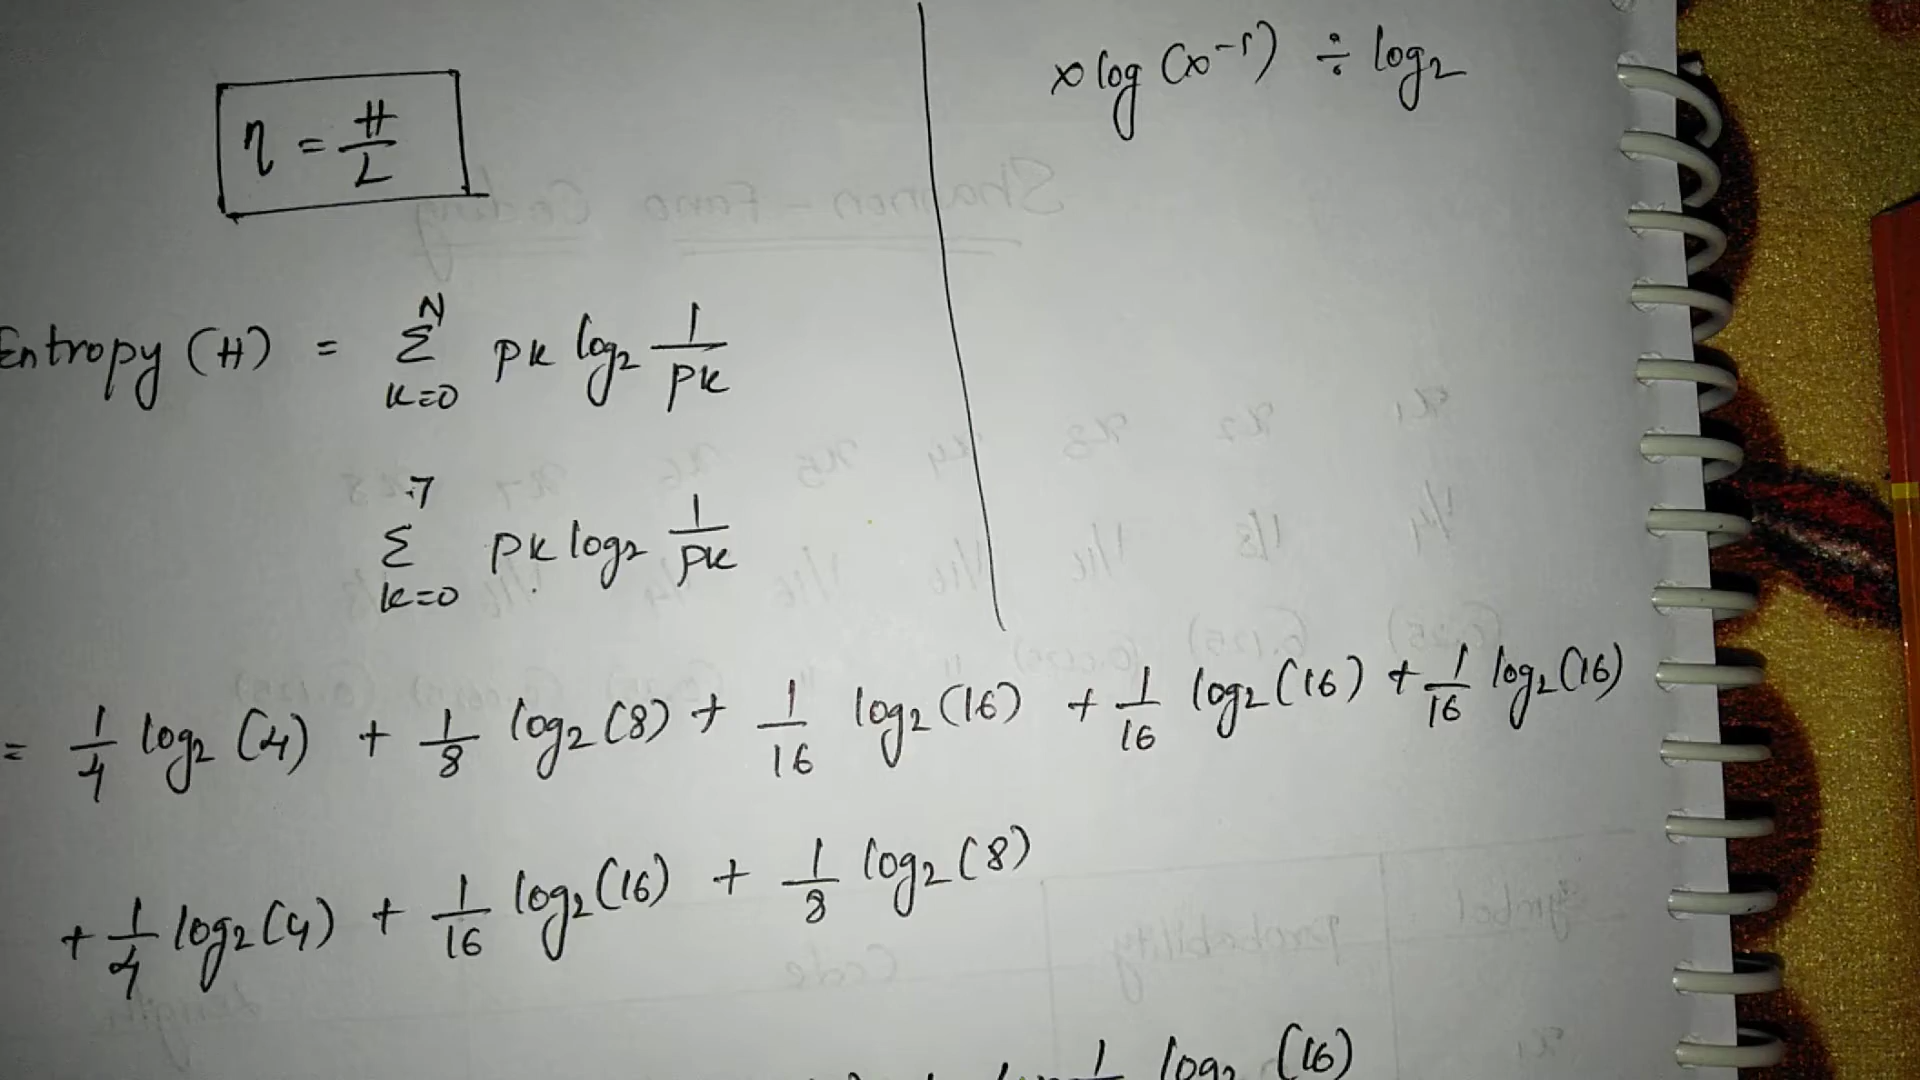 η = H/L
x log (x⁻¹) ÷ log2
Entropy (H) = Σ k=0 N pk log2 1/pk
Σ k=0 7 pk log2 1/pk
= 1/4 log2 (4) + 1/8 log2 (8) + 1/16 log2 (16) + 1/16 log2 (16) + 1/16 log2 (16)
+ 1/4 log2 (4) + 1/16 log2 (16) + 1/8 log2 (8)
1 log2 (16)